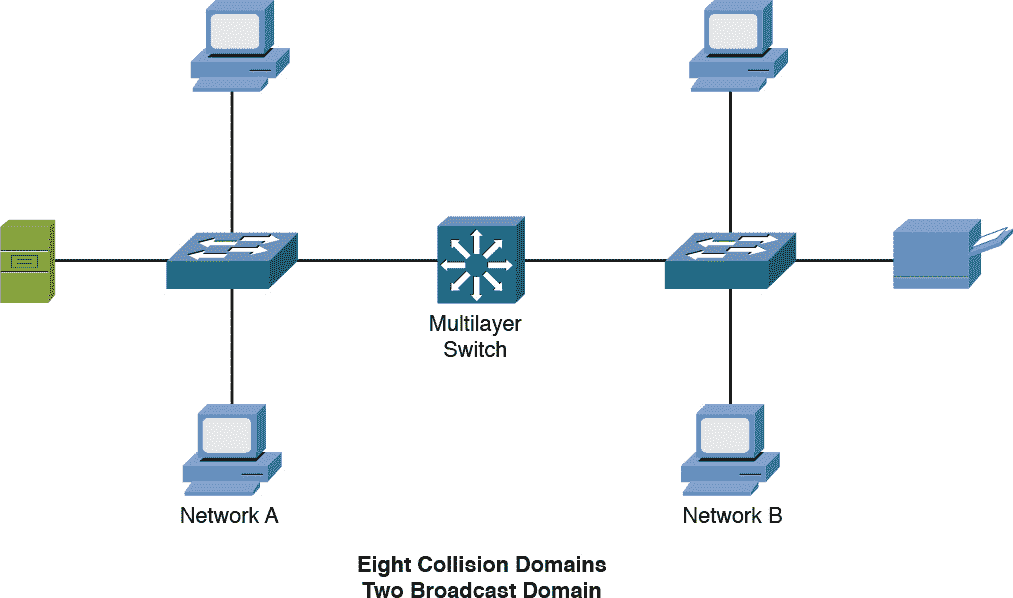 Multilayer
Switch
Network A
Network B
Eight Collision Domains
Two Broadcast Domain